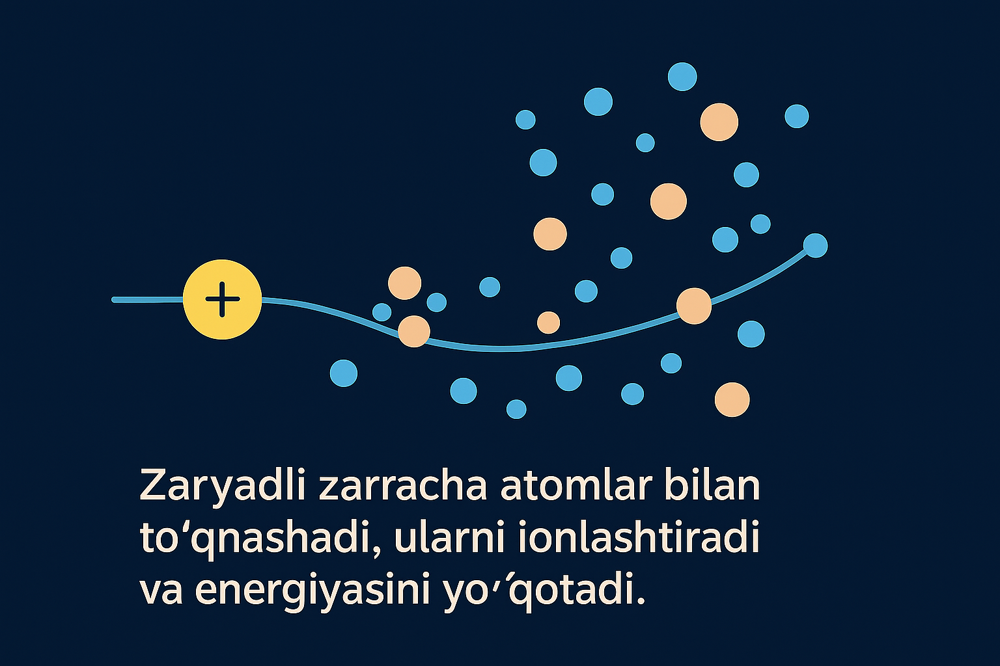 +
Zaryadli zarracha atomlar bilan
to‘qnashadi, ularni ionlashtiradi
va energiyasini yo‘’qotadi.